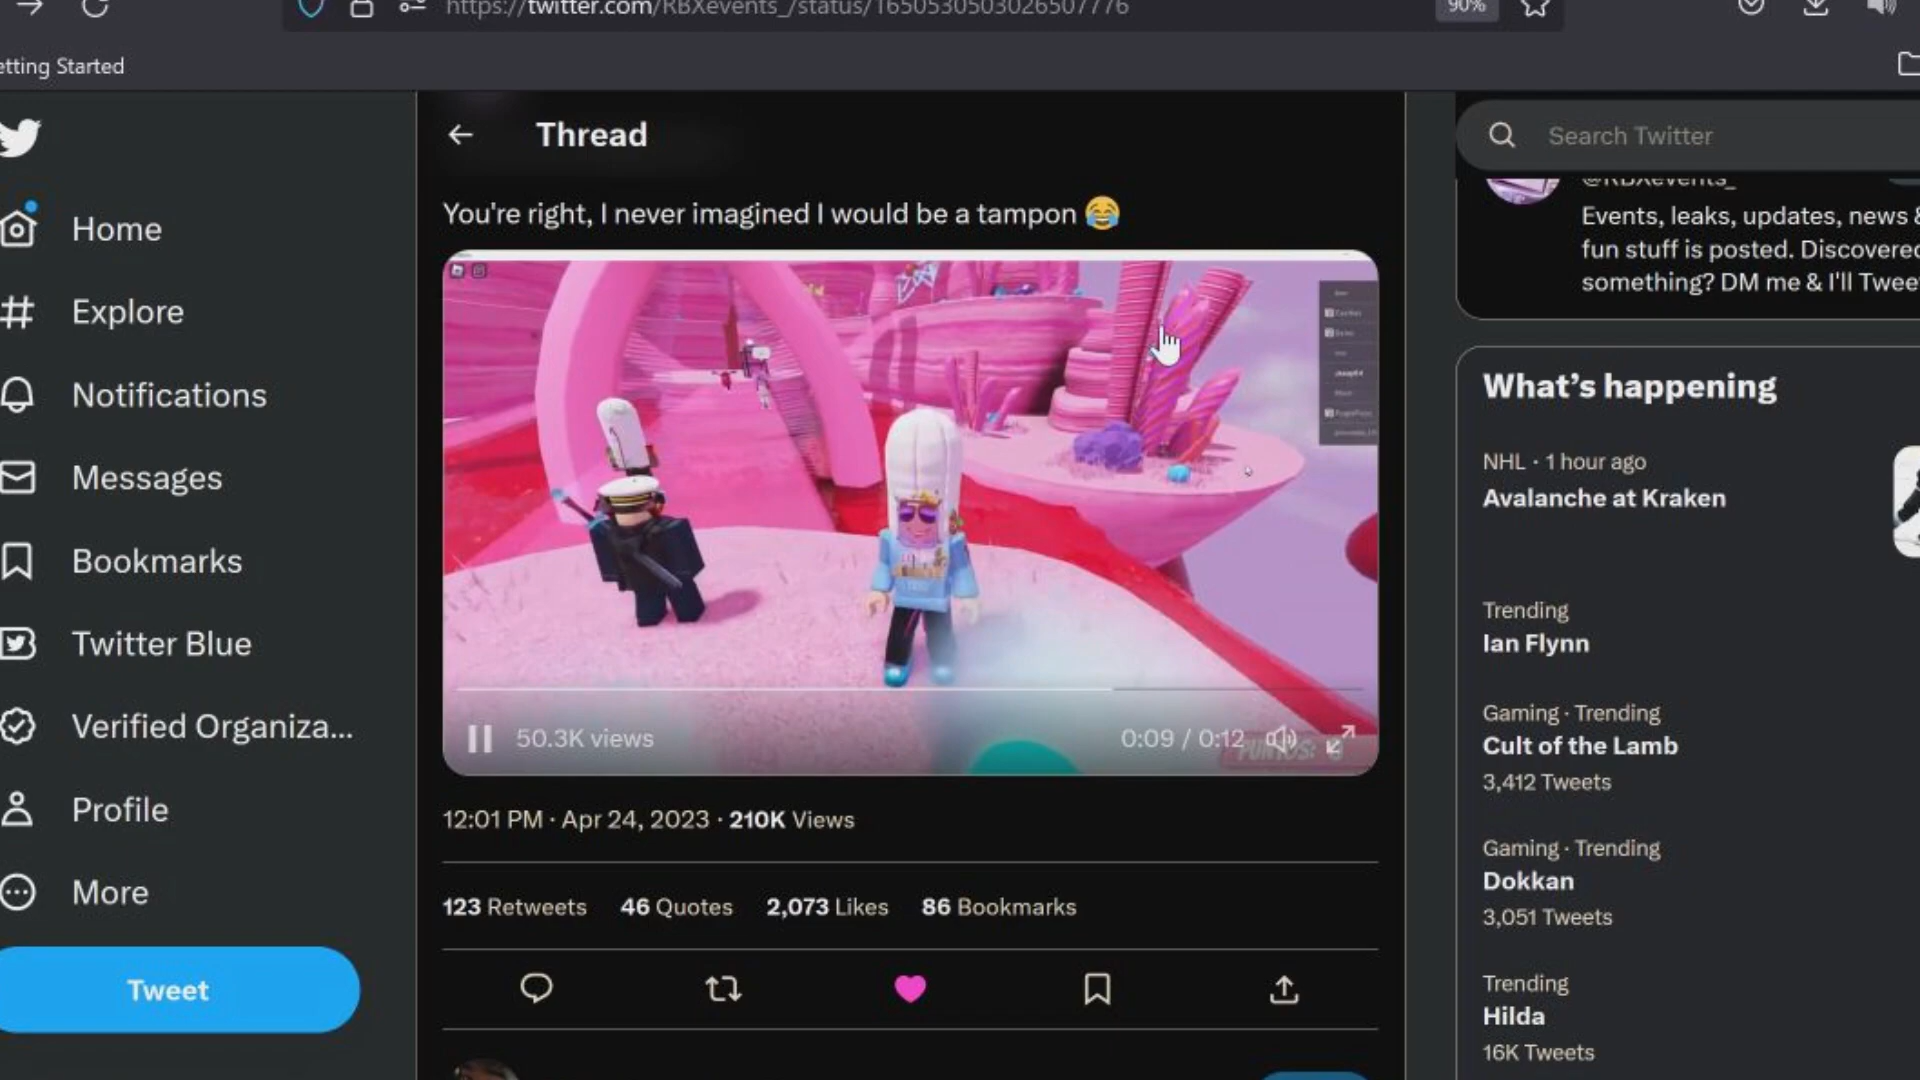 https://twitter.com/RBXevents_/status/1650530503026507776
90%
etting Started
Thread
Search Twitter
@RBXevents_
Events, leaks, updates, news &
fun stuff is posted. Discovered
something? DM me & I'll Twee
Home
Explore
Notifications
Messages
Bookmarks
Twitter Blue
Verified Organiza...
Profile
More
Tweet
You're right, I never imagined I would be a tampon 😂
50.3K views
0:09 / 0:12
PUNTOS:
12:01 PM · Apr 24, 2023 · 210K Views
123 Retweets 46 Quotes 2,073 Likes 86 Bookmarks
What's happening
NHL · 1 hour ago
Avalanche at Kraken
Trending
Ian Flynn
Gaming · Trending
Cult of the Lamb
3,412 Tweets
Gaming · Trending
Dokkan
3,051 Tweets
Trending
Hilda
16K Tweets